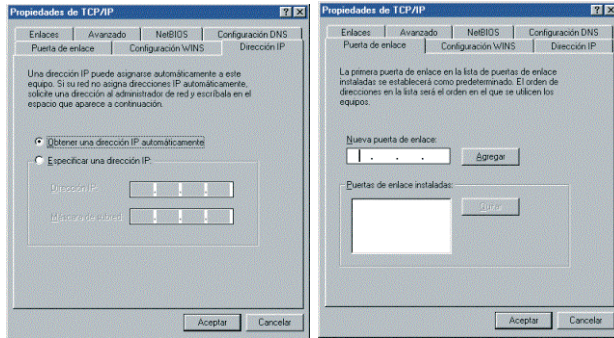 Propiedades de TCP/IP
Enlaces Avanzado NetBIOS Configuración DNS
Puerta de enlace Configuración WINS Dirección IP
Una dirección IP puede asignarse automáticamente a este
equipo. Si su red no asigna direcciones IP automáticamente,
solicite una dirección al administrador de red y escríbala en el
espacio que aparece a continuación.
Obtener una dirección IP automáticamente
Especificar una dirección IP:
Dirección IP:
Máscara de subred:
Aceptar Cancelar
Propiedades de TCP/IP
Enlaces Avanzado NetBIOS Configuración DNS
Puerta de enlace Configuración WINS Dirección IP
La primera puerta de enlace en la lista de puertas de enlace
instaladas se establecerá como predeterminado. El orden de
direcciones en la lista será el orden en el que se utilicen los
equipos.
Nueva puerta de enlace:
Agregar
Puertas de enlace instaladas:
Quitar
Aceptar Cancelar